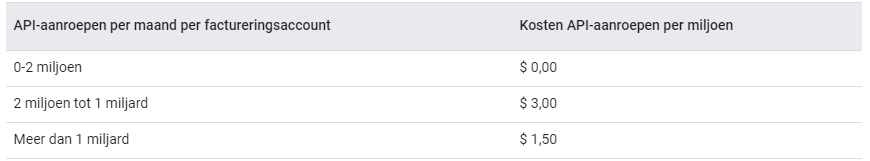 API-aanroepen per maand per factureringsaccount Kosten API-aanroepen per miljoen
0-2 miljoen $ 0,00
2 miljoen tot 1 miljard $ 3,00
Meer dan 1 miljard $ 1,50